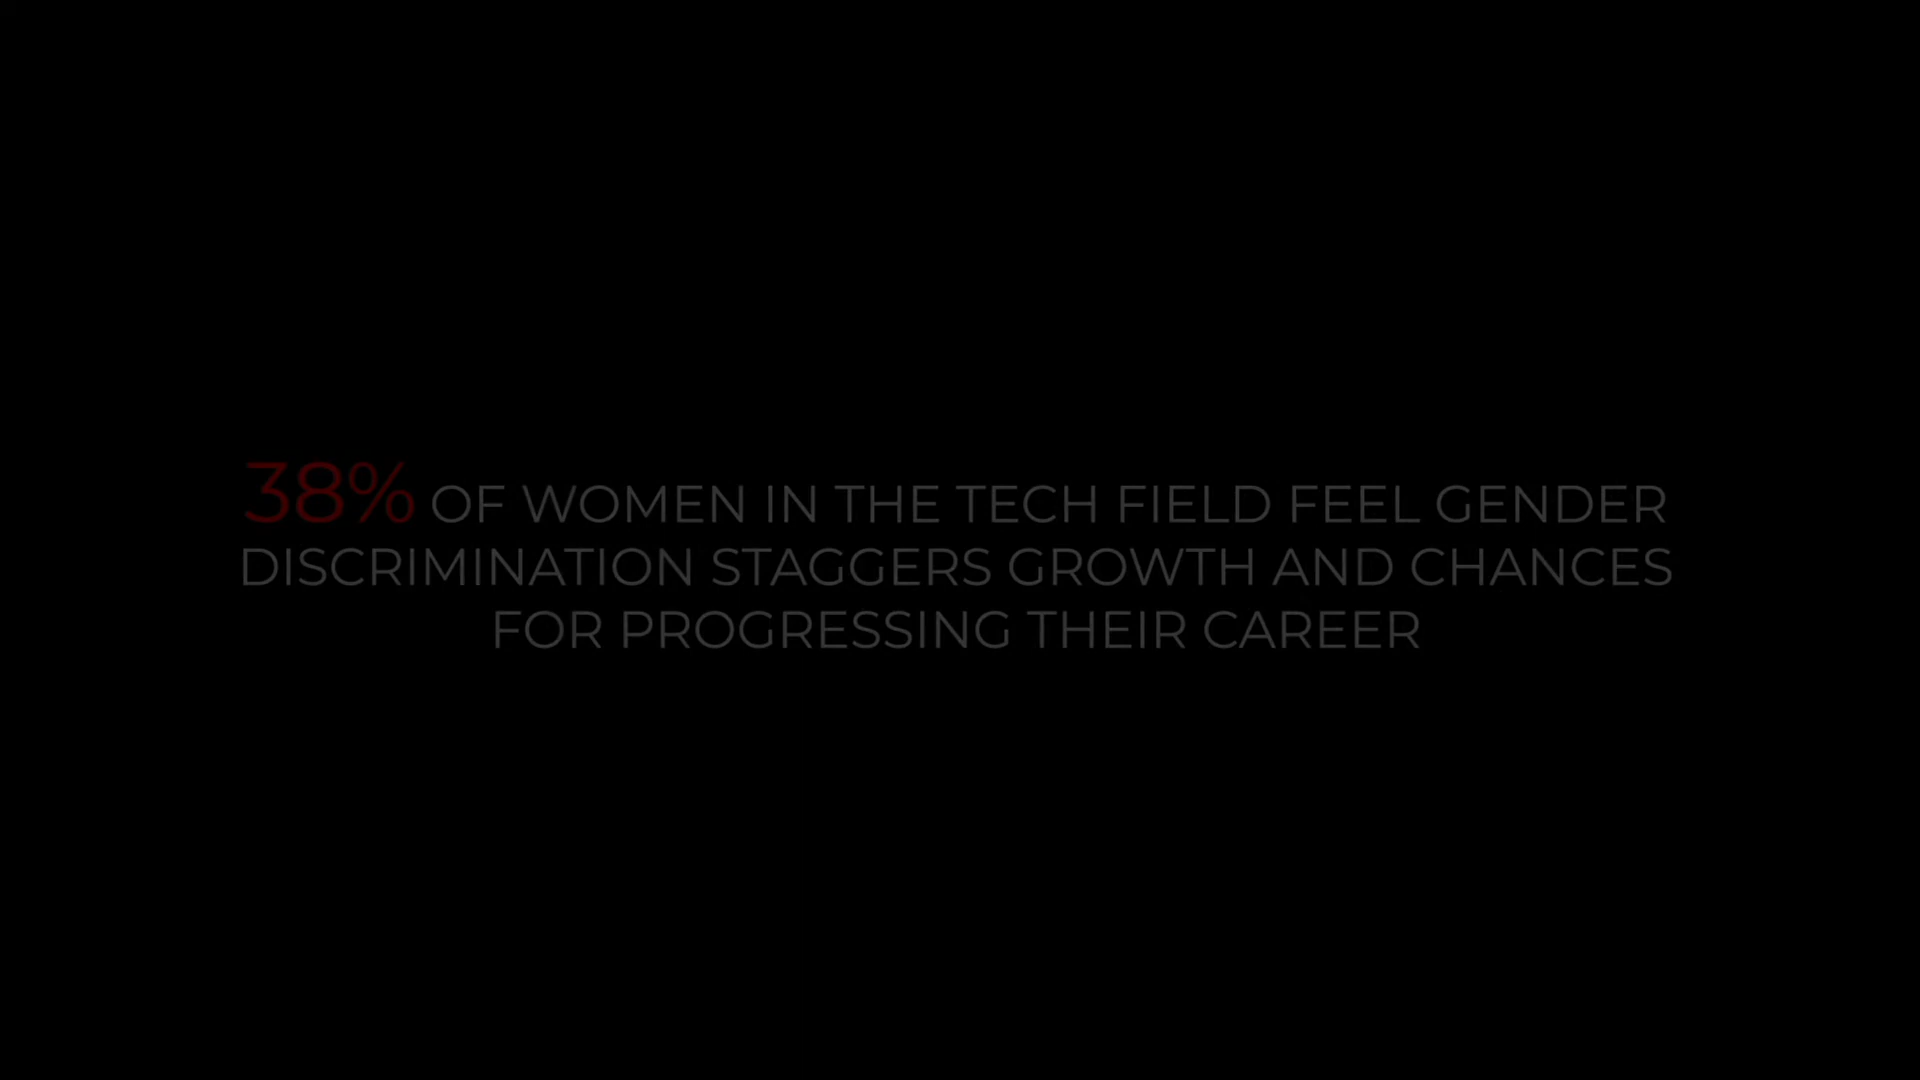 38% OF WOMEN IN THE TECH FIELD FEEL GENDER
DISCRIMINATION STAGGERS GROWTH AND CHANCES
FOR PROGRESSING THEIR CAREER